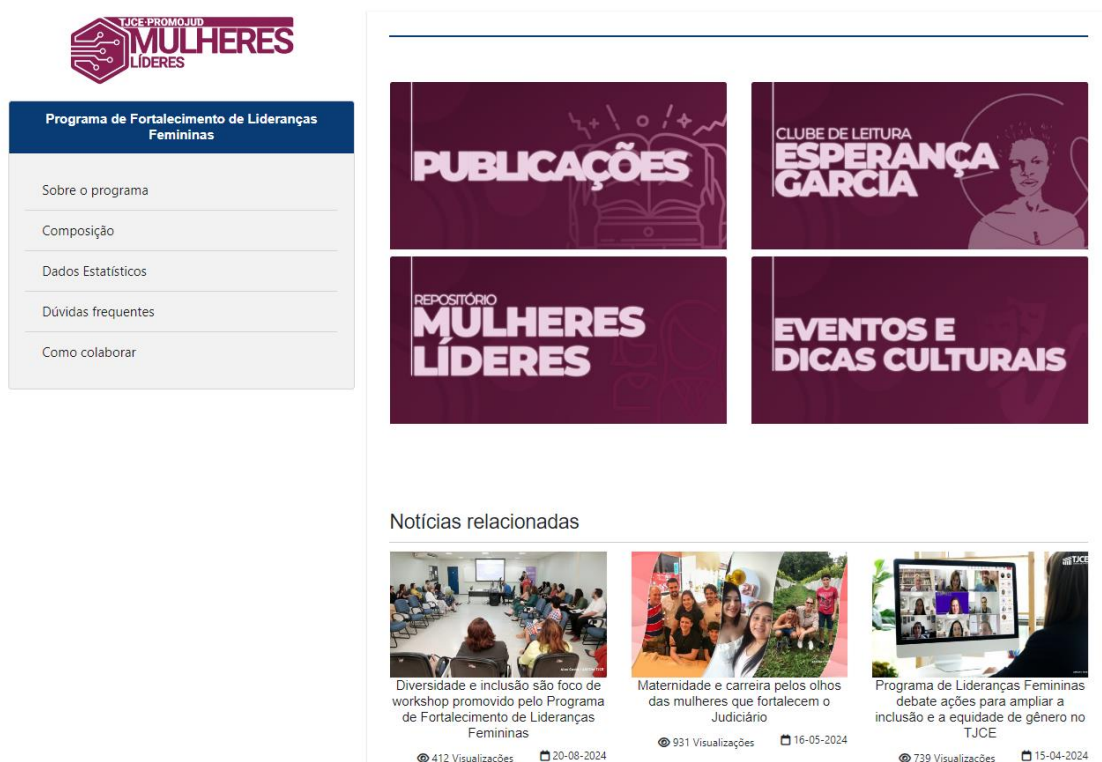 TJCE·PROMOJUD
MULHERES
LÍDERES
Programa de Fortalecimento de Lideranças
Femininas
Sobre o programa
Composição
Dados Estatísticos
Dúvidas frequentes
Como colaborar
PUBLICAÇÕES
CLUBE DE LEITURA
ESPERANÇA
GARCIA
REPOSITÓRIO
MULHERES
LÍDERES
EVENTOS E
DICAS CULTURAIS
Notícias relacionadas
TJCE
Diversidade e inclusão são foco de
workshop promovido pelo Programa
de Fortalecimento de Lideranças
Femininas
412 Visualizações 20-08-2024
Maternidade e carreira pelos olhos
das mulheres que fortalecem o
Judiciário
931 Visualizações 16-05-2024
Programa de Lideranças Femininas
debate ações para ampliar a
inclusão e a equidade de gênero no
TJCE
739 Visualizações 15-04-2024